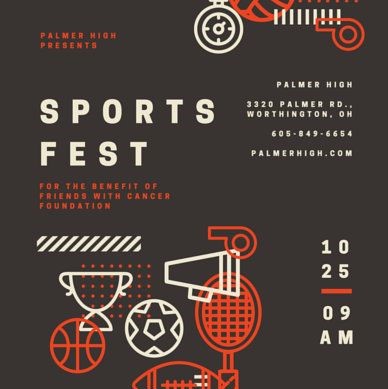 PALMER HIGH
PRESENTS
SPORTS
FEST
FOR THE BENEFIT OF
FRIENDS WITH CANCER
FOUNDATION
PALMER HIGH
3320 PALMER RD.,
WORTHINGTON, OH
605-849-6654
PALMERHIGH.COM
10
25
09
AM